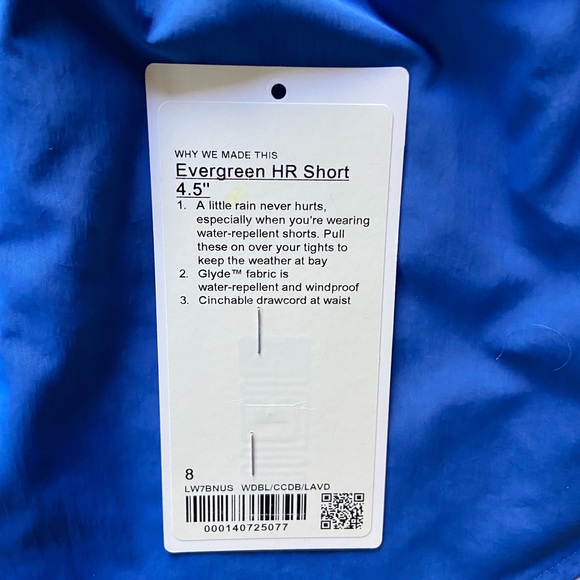 WHY WE MADE THIS
Evergreen HR Short
4.5"
1. A little rain never hurts,
especially when you're wearing
water-repellent shorts. Pull
these on over your tights to
keep the weather at bay
2. Glyde™ fabric is
water-repellent and windproof
3. Cinchable drawcord at waist
8
LW7BNUS WDBL/CCDB/LAVD
000140725077